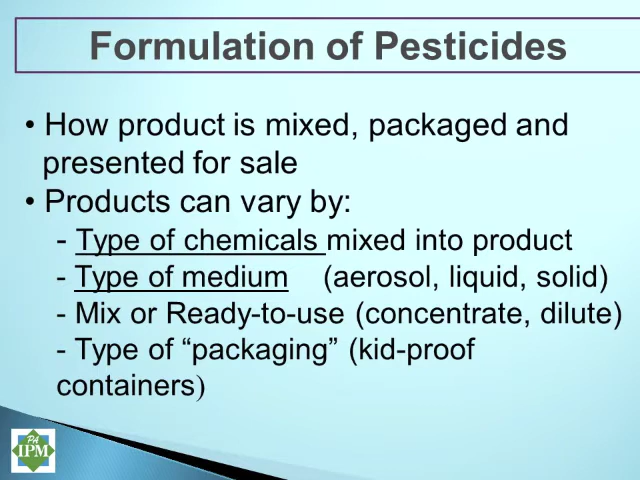 Formulation of Pesticides
• How product is mixed, packaged and
presented for sale
• Products can vary by:
- Type of chemicals mixed into product
- Type of medium (aerosol, liquid, solid)
- Mix or Ready-to-use (concentrate, dilute)
- Type of “packaging” (kid-proof
containers)
PA
IPM